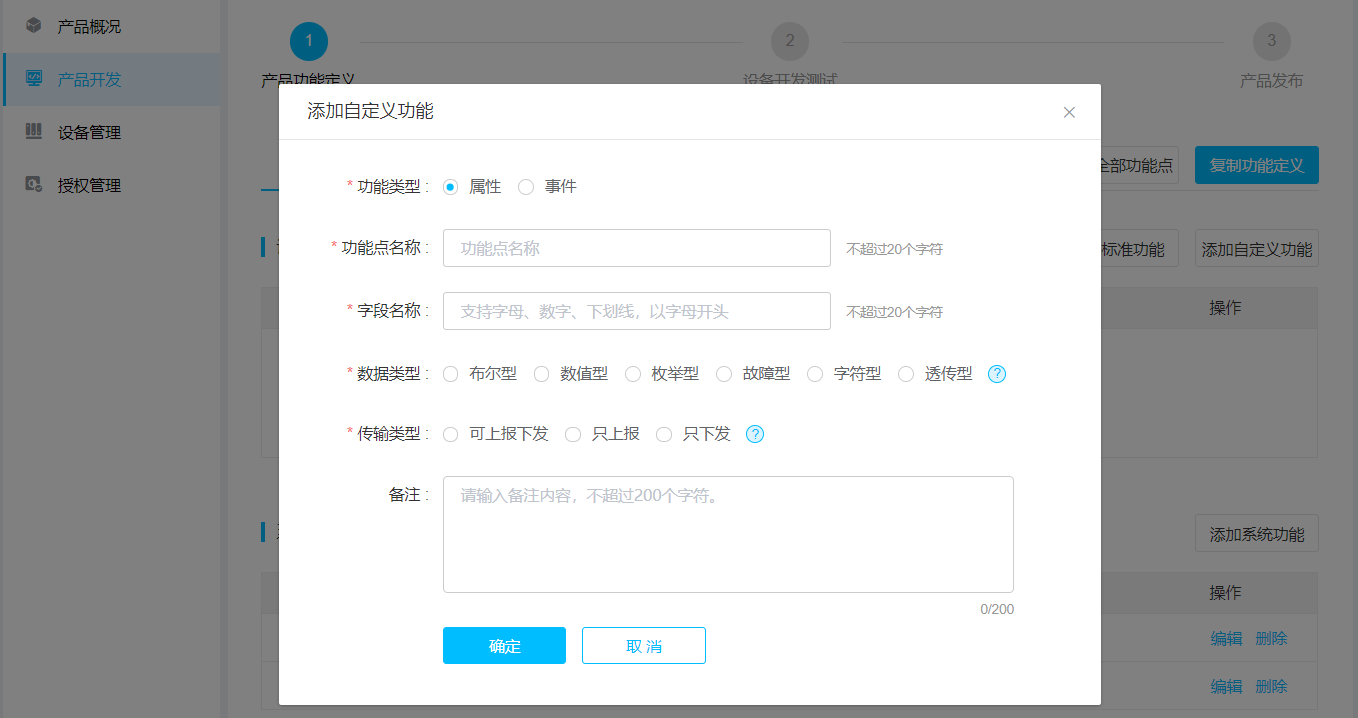 产品概况
产品开发
设备管理
授权管理
1
2
3
产品功能定义
设备开发测试
产品发布
全部功能点
复制功能定义
标准功能
添加自定义功能
操作
添加系统功能
操作
编辑 删除
编辑 删除
添加自定义功能
* 功能类型 : 属性 事件
* 功能点名称 : 功能点名称 不超过20个字符
* 字段名称 : 支持字母、数字、下划线，以字母开头 不超过20个字符
* 数据类型 : 布尔型 数值型 枚举型 故障型 字符型 透传型 ?
* 传输类型 : 可上报下发 只上报 只下发 ?
备注 : 请输入备注内容，不超过200个字符。
0/200
确定 取消